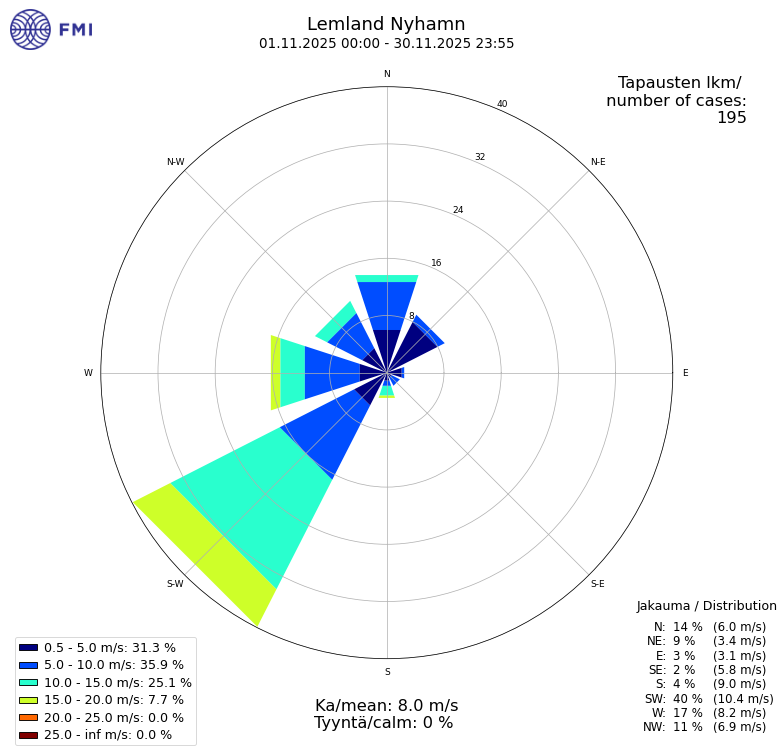 FMI
Lemland Nyhamn
01.11.2025 00:00 - 30.11.2025 23:55
Tapausten lkm/
number of cases:
195
N
N-E
E
S-E
S
S-W
W
N-W
40
32
24
16
8
0.5 - 5.0 m/s: 31.3 %
5.0 - 10.0 m/s: 35.9 %
10.0 - 15.0 m/s: 25.1 %
15.0 - 20.0 m/s: 7.7 %
20.0 - 25.0 m/s: 0.0 %
25.0 - inf m/s: 0.0 %
Ka/mean: 8.0 m/s
Tyyntä/calm: 0 %
Jakauma / Distribution
N: 14 % (6.0 m/s)
NE: 9 % (3.4 m/s)
E: 3 % (3.1 m/s)
SE: 2 % (5.8 m/s)
S: 4 % (9.0 m/s)
SW: 40 % (10.4 m/s)
W: 17 % (8.2 m/s)
NW: 11 % (6.9 m/s)